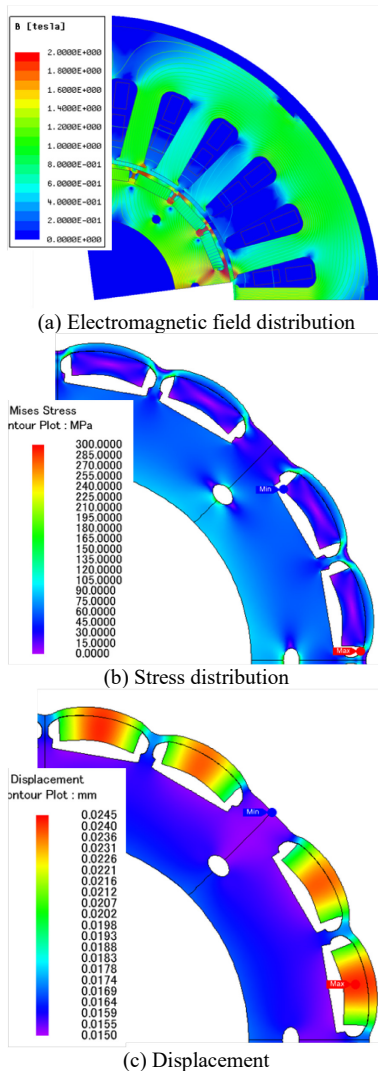 B [tesla]
2.0000E+000
1.8000E+000
1.6000E+000
1.4000E+000
1.2000E+000
1.0000E+000
8.0000E-001
6.0000E-001
4.0000E-001
2.0000E-001
0.0000E+000
(a) Electromagnetic field distribution
Mises Stress
ontour Plot : MPa
300.0000
285.0000
270.0000
255.0000
240.0000
225.0000
210.0000
195.0000
180.0000
165.0000
150.0000
135.0000
120.0000
105.0000
90.0000
75.0000
60.0000
45.0000
30.0000
15.0000
0.0000
Min
Max
(b) Stress distribution
Displacement
ontour Plot : mm
0.0245
0.0240
0.0236
0.0231
0.0226
0.0221
0.0216
0.0212
0.0207
0.0202
0.0198
0.0193
0.0188
0.0183
0.0178
0.0174
0.0169
0.0164
0.0159
0.0155
0.0150
Min
Max
(c) Displacement